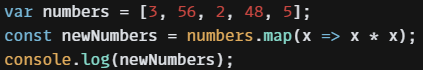 var numbers = [3, 56, 2, 48, 5];
const newNumbers = numbers.map(x => x * x);
console.log(newNumbers);